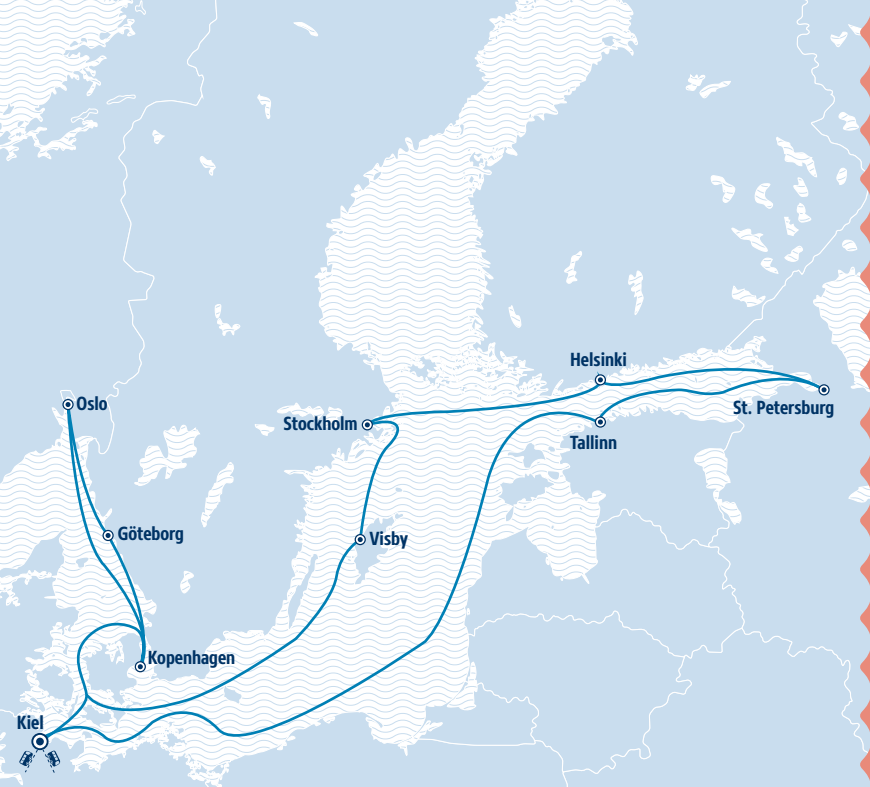 Helsinki
Oslo
St. Petersburg
Stockholm
Tallinn
Göteborg
Visby
Kopenhagen
Kiel